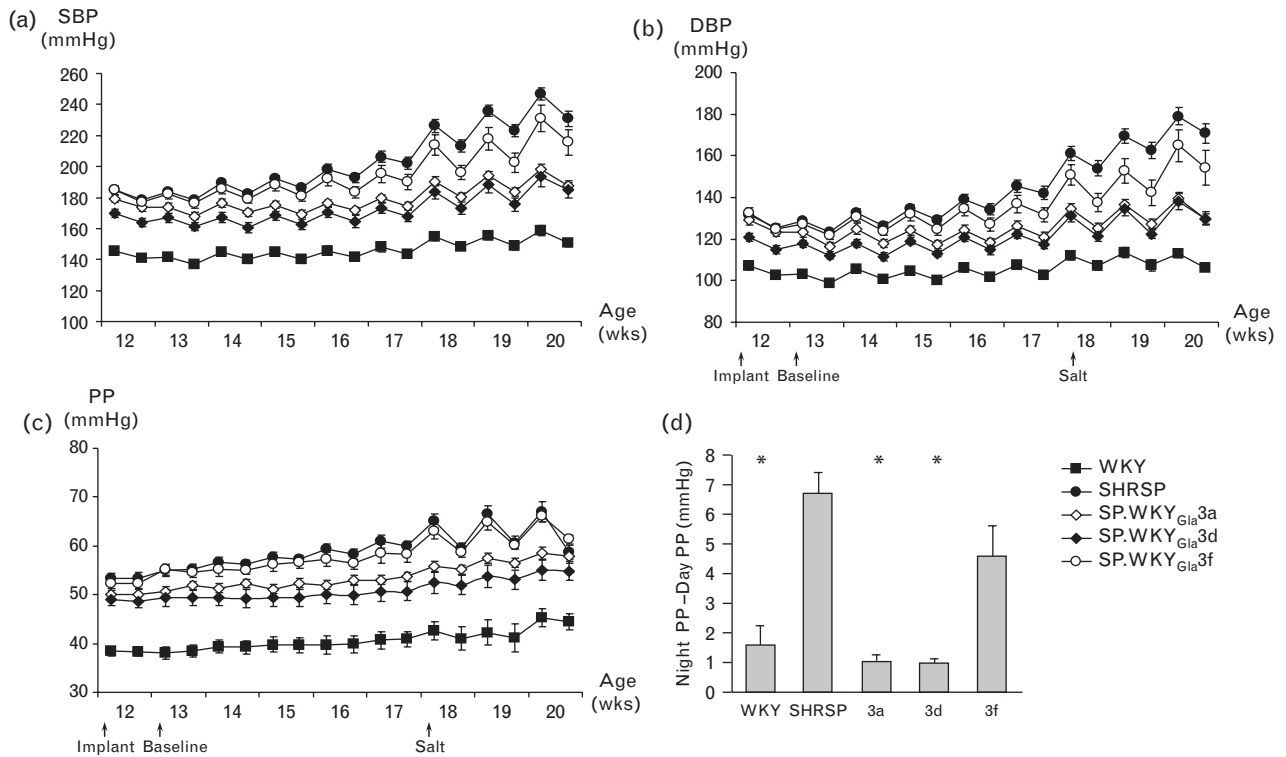 (a)
SBP
(mmHg)
260
240
220
200
180
160
140
120
100
12 13 14 15 16 17 18 19 20
Age
(wks)
(b)
DBP
(mmHg)
200
180
160
140
120
100
80
12 13 14 15 16 17 18 19 20
Age
(wks)
Implant Baseline Salt
(c)
PP
(mmHg)
80
70
60
50
40
30
12 13 14 15 16 17 18 19 20
Age
(wks)
Implant Baseline Salt
(d)
Night PP–Day PP (mmHg)
8
7
6
5
4
3
2
1
0
* * *
WKY SHRSP 3a 3d 3f
WKY
SHRSP
SP.WKYGla3a
SP.WKYGla3d
SP.WKYGla3f